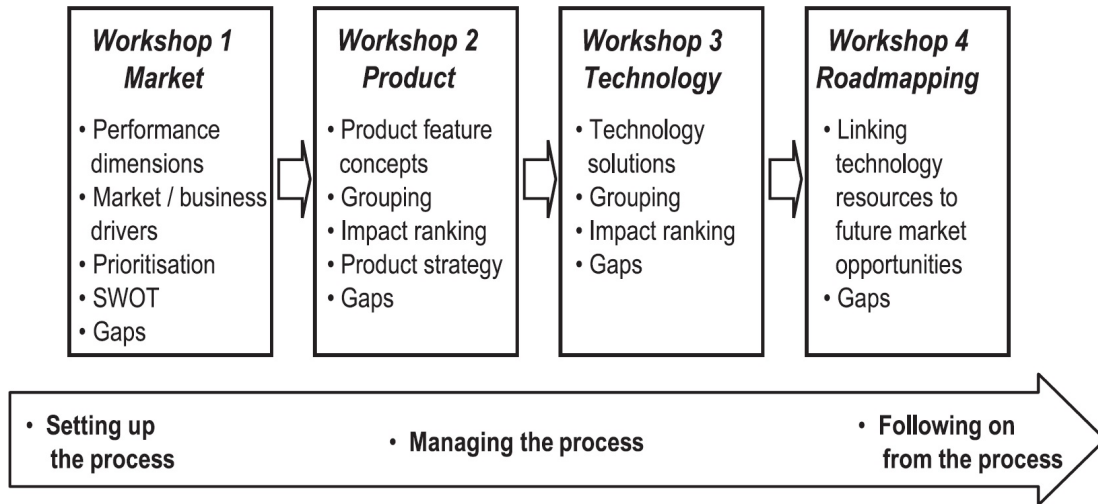 Workshop 1
Market
• Performance
dimensions
• Market / business
drivers
• Prioritisation
• SWOT
• Gaps
Workshop 2
Product
• Product feature
concepts
• Grouping
• Impact ranking
• Product strategy
• Gaps
Workshop 3
Technology
• Technology
solutions
• Grouping
• Impact ranking
• Gaps
Workshop 4
Roadmapping
• Linking
technology
resources to
future market
opportunities
• Gaps
• Setting up
the process
• Managing the process
• Following on
from the process